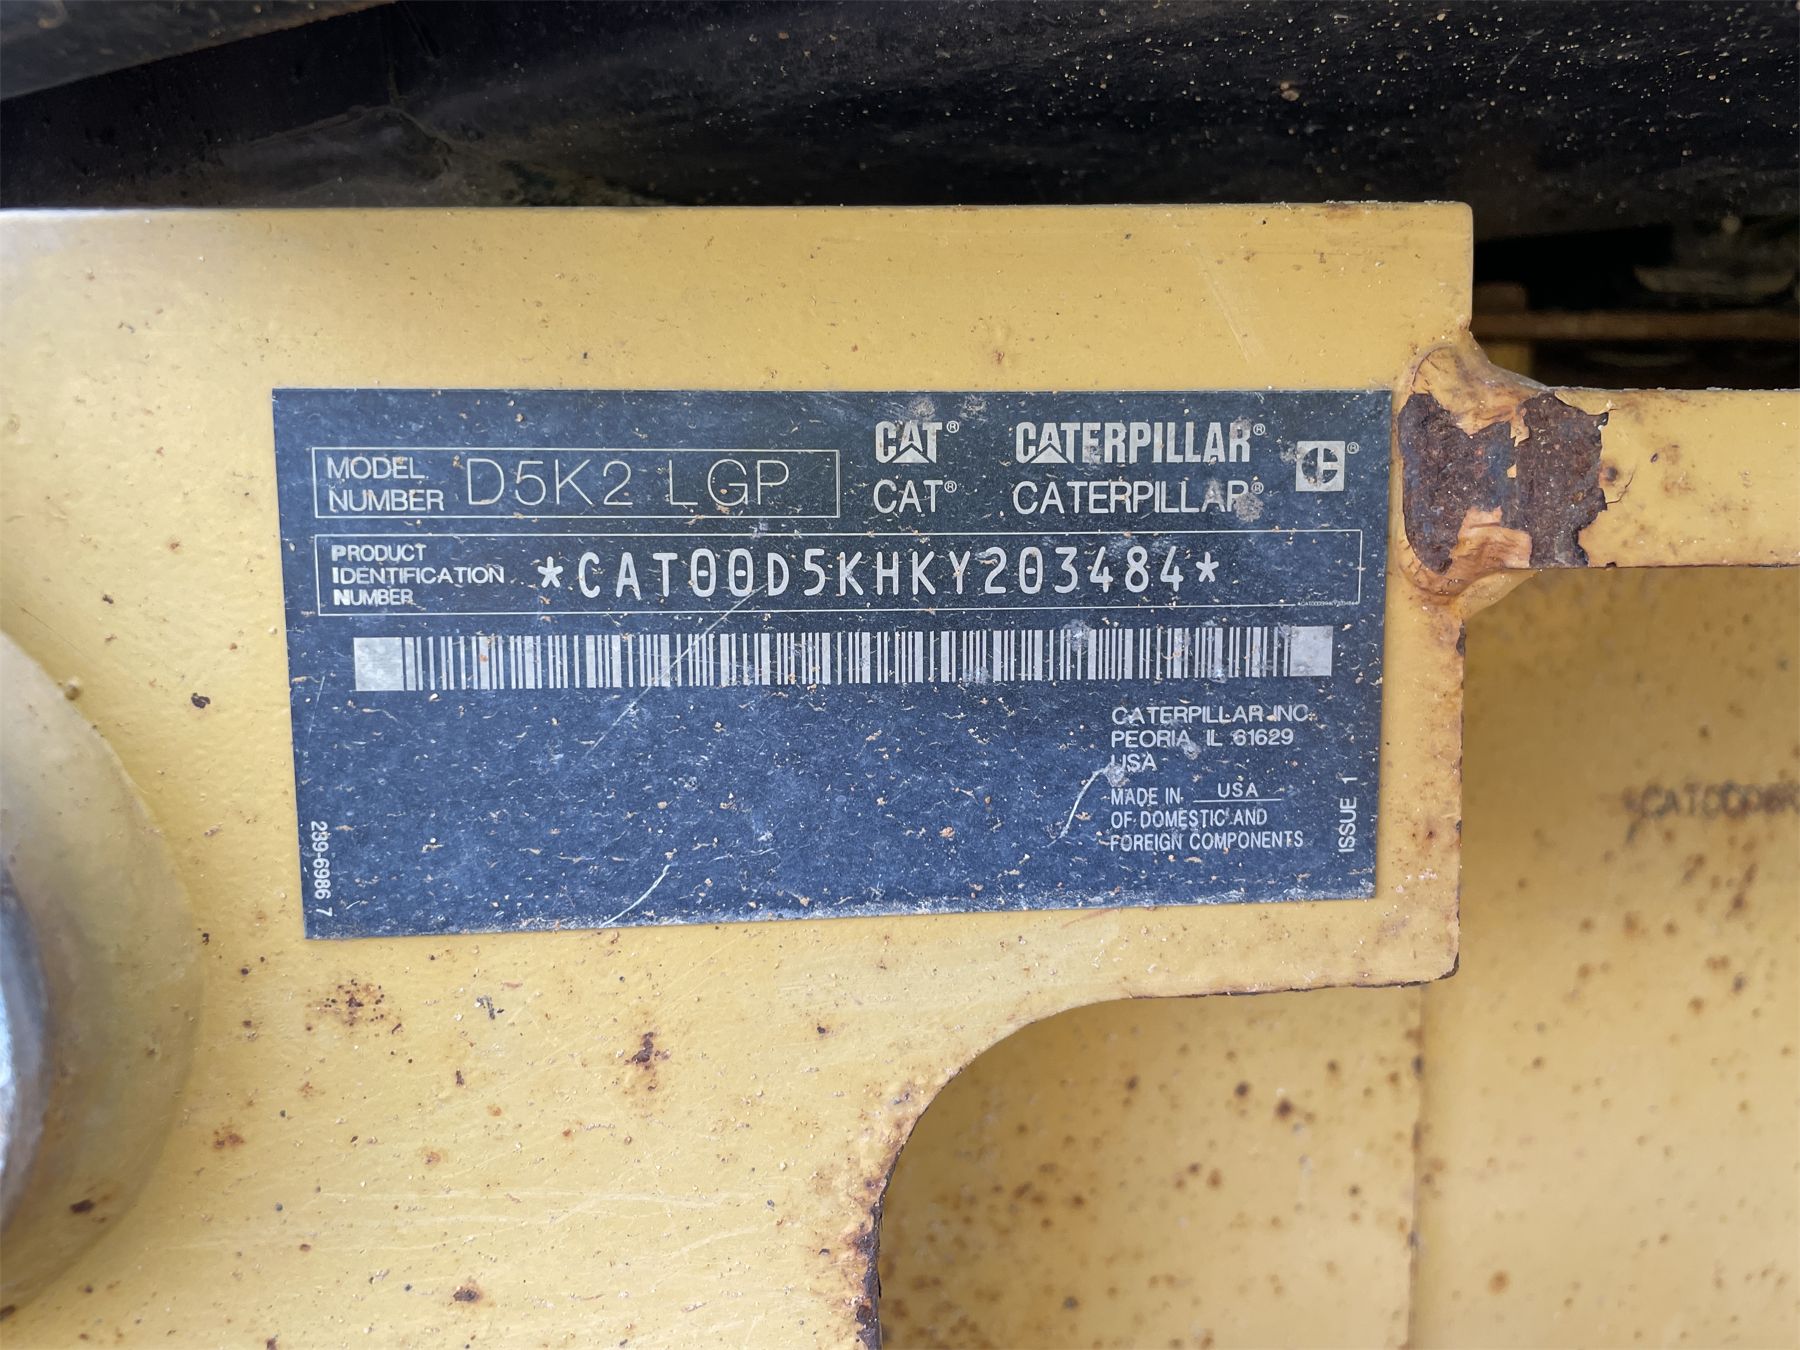 MODEL NUMBER D5K2 LGP
CAT® CATERPILLAR® ®
CAT® CATERPILLAR®
PRODUCT IDENTIFICATION NUMBER *CAT00D5KHKY203484*
CATERPILLAR INC.
PEORIA IL 61629
USA
MADE IN USA
OF DOMESTIC AND
FOREIGN COMPONENTS
ISSUE 1
239-6986 7